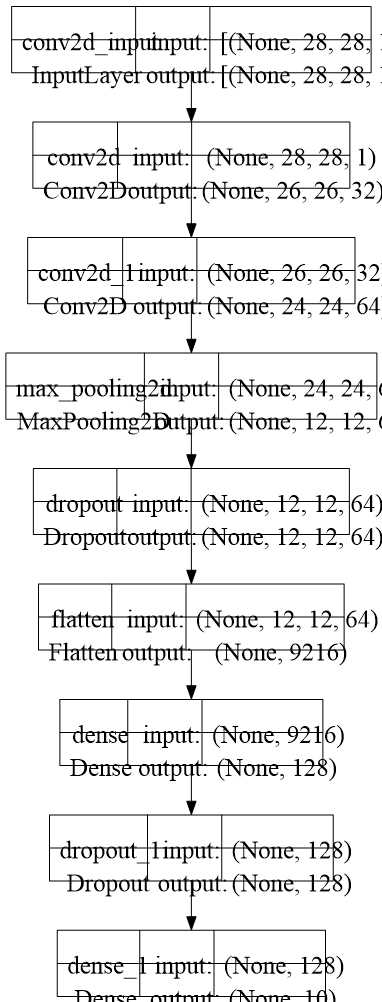 conv2d_input input: [(None, 28, 28,
InputLayer output: [(None, 28, 28,
conv2d input: (None, 28, 28, 1)
Conv2D output: (None, 26, 26, 32)
conv2d_1 input: (None, 26, 26, 32
Conv2D output: (None, 24, 24, 64)
max_pooling2d input: (None, 24, 24, 6
MaxPooling2D output: (None, 12, 12, 6
dropout input: (None, 12, 12, 64)
Dropout output: (None, 12, 12, 64)
flatten input: (None, 12, 12, 64)
Flatten output: (None, 9216)
dense input: (None, 9216)
Dense output: (None, 128)
dropout_1 input: (None, 128)
Dropout output: (None, 128)
dense_1 input: (None, 128)
Dense output: (None, 10)